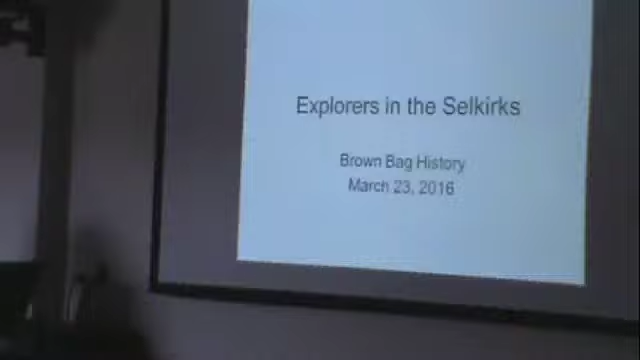 Explorers in the Selkirks
Brown Bag History
March 23, 2016